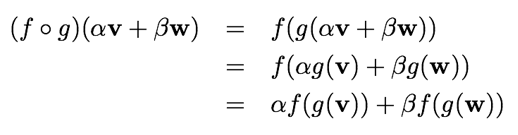 (f ∘ g)(αv + βw) = f(g(αv + βw))
= f(αg(v) + βg(w))
= αf(g(v)) + βf(g(w))